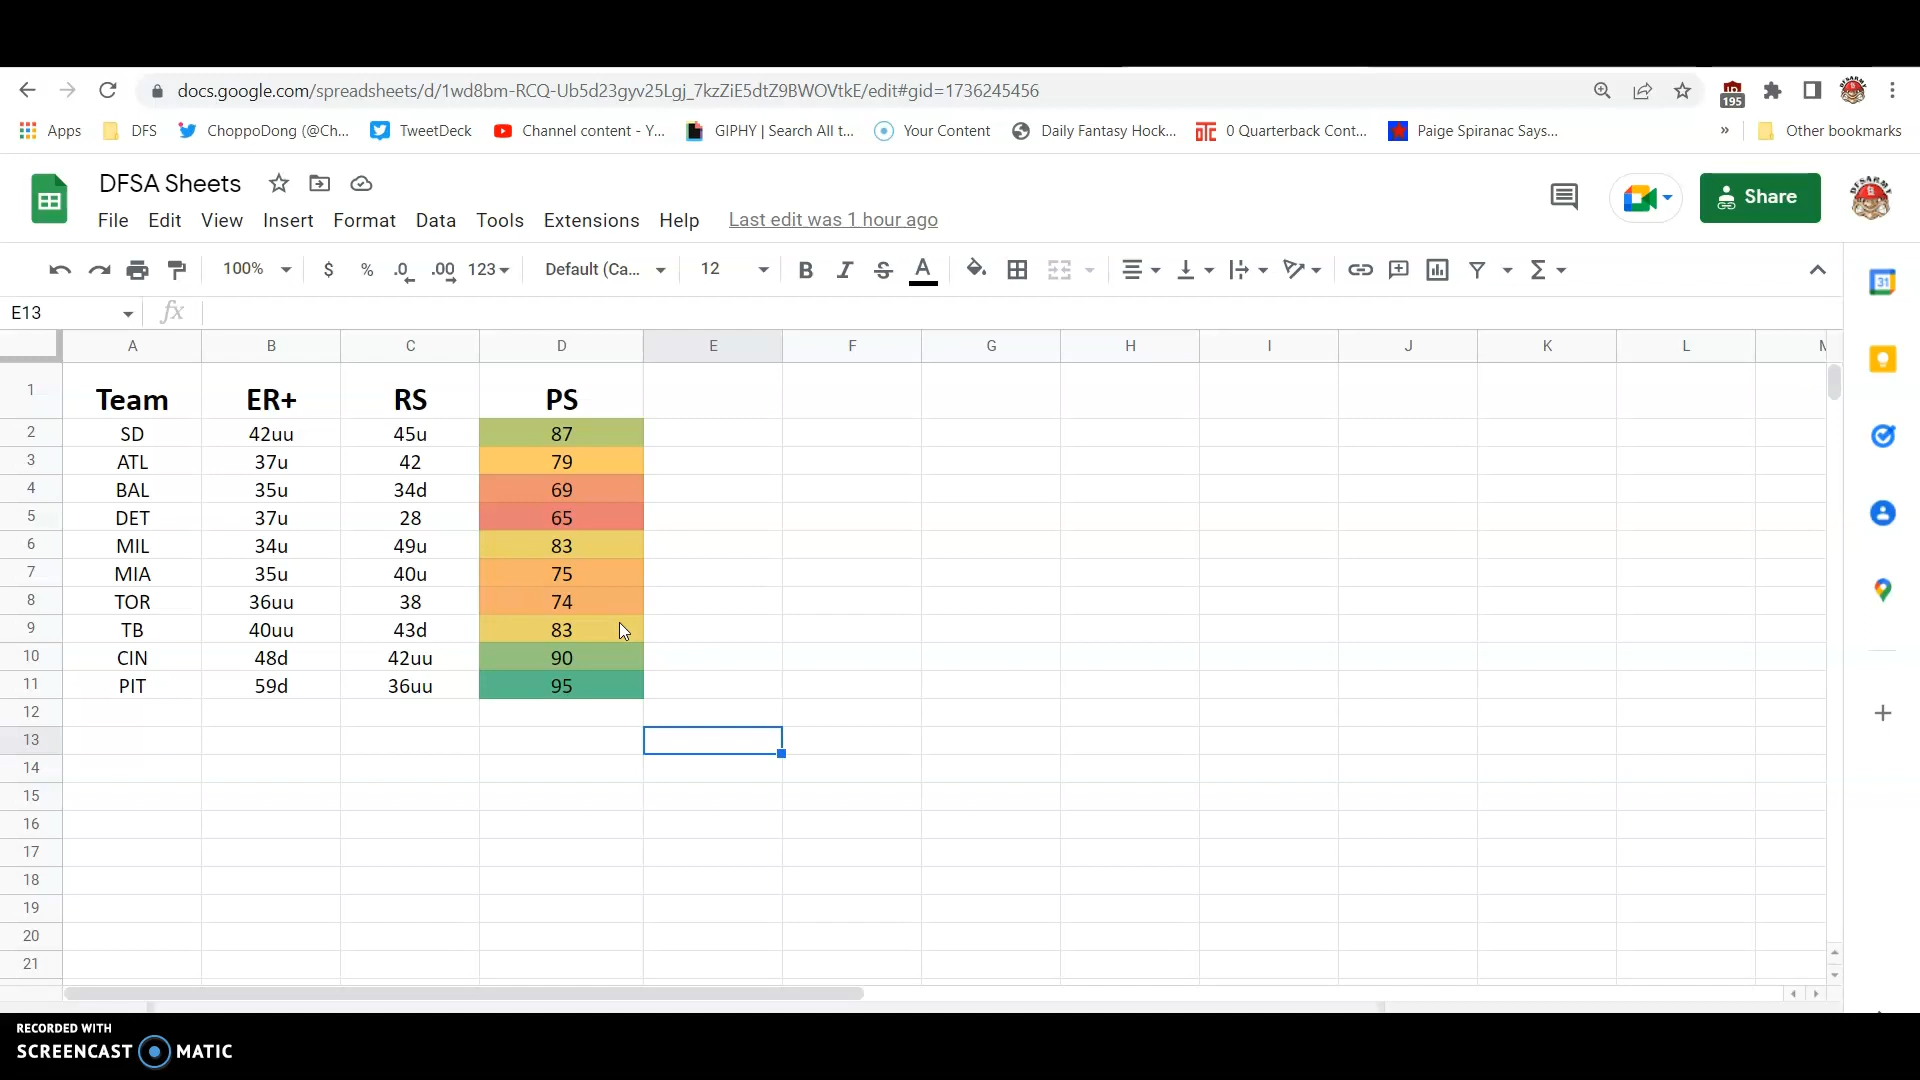 docs.google.com/spreadsheets/d/1wd8bm-RCQ-Ub5d23gyv25Lgj_7kzZiE5dtZ9BWOVtkE/edit#gid=1736245456
195
Apps DFS ChoppoDong (@Ch... TweetDeck Channel content - Y... GIPHY | Search All t... Your Content Daily Fantasy Hock... 0 Quarterback Cont... Paige Spiranac Says... » Other bookmarks
DFSA Sheets
File Edit View Insert Format Data Tools Extensions Help Last edit was 1 hour ago
Share
100% $ % .0 .00 123 Default (Ca... 12 B I S A
31
E13 fx
A B C D E F G H I J K L
1 Team ER+ RS PS
2 SD 42uu 45u 87
3 ATL 37u 42 79
4 BAL 35u 34d 69
5 DET 37u 28 65
6 MIL 34u 49u 83
7 MIA 35u 40u 75
8 TOR 36uu 38 74
9 TB 40uu 43d 83
10 CIN 48d 42uu 90
11 PIT 59d 36uu 95
12
13
14
15
16
17
18
19
20
21
RECORDED WITH
SCREENCAST MATIC